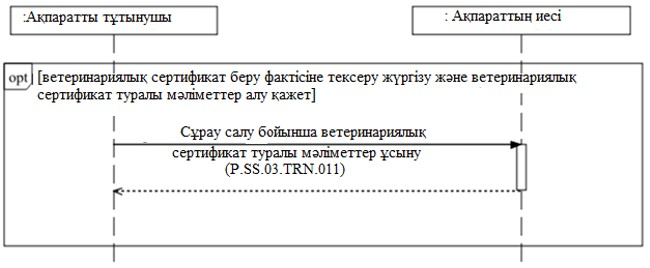 :Ақпаратты тұтынушы
: Ақпараттың иесі
opt [ветеринариялық сертификат беру фактісіне тексеру жүргізу және ветеринариялық
сертификат туралы мәліметтер алу қажет]
Сұрау салу бойынша ветеринариялық
сертификат туралы мәліметтер ұсыну
(P.SS.03.TRN.011)